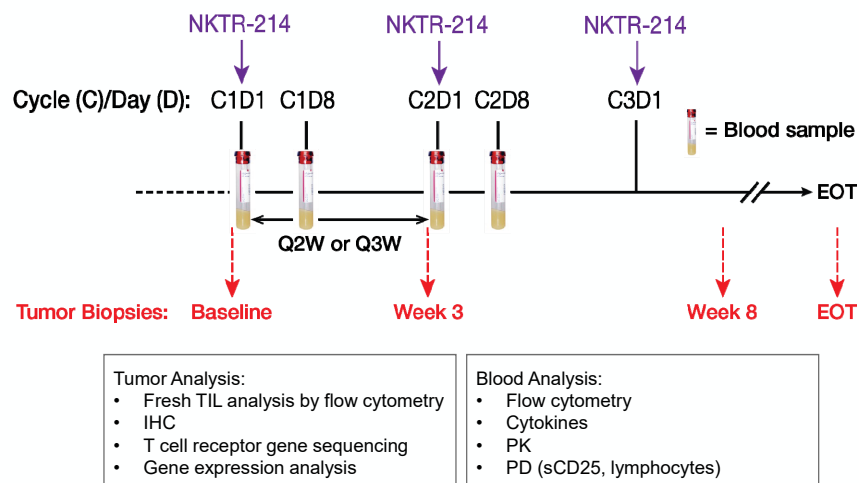 NKTR-214 NKTR-214 NKTR-214
Cycle (C)/Day (D): C1D1 C1D8 C2D1 C2D8 C3D1
= Blood sample
EOT
Q2W or Q3W
Tumor Biopsies: Baseline Week 3 Week 8 EOT
Tumor Analysis:
• Fresh TIL analysis by flow cytometry
• IHC
• T cell receptor gene sequencing
• Gene expression analysis
Blood Analysis:
• Flow cytometry
• Cytokines
• PK
• PD (sCD25, lymphocytes)